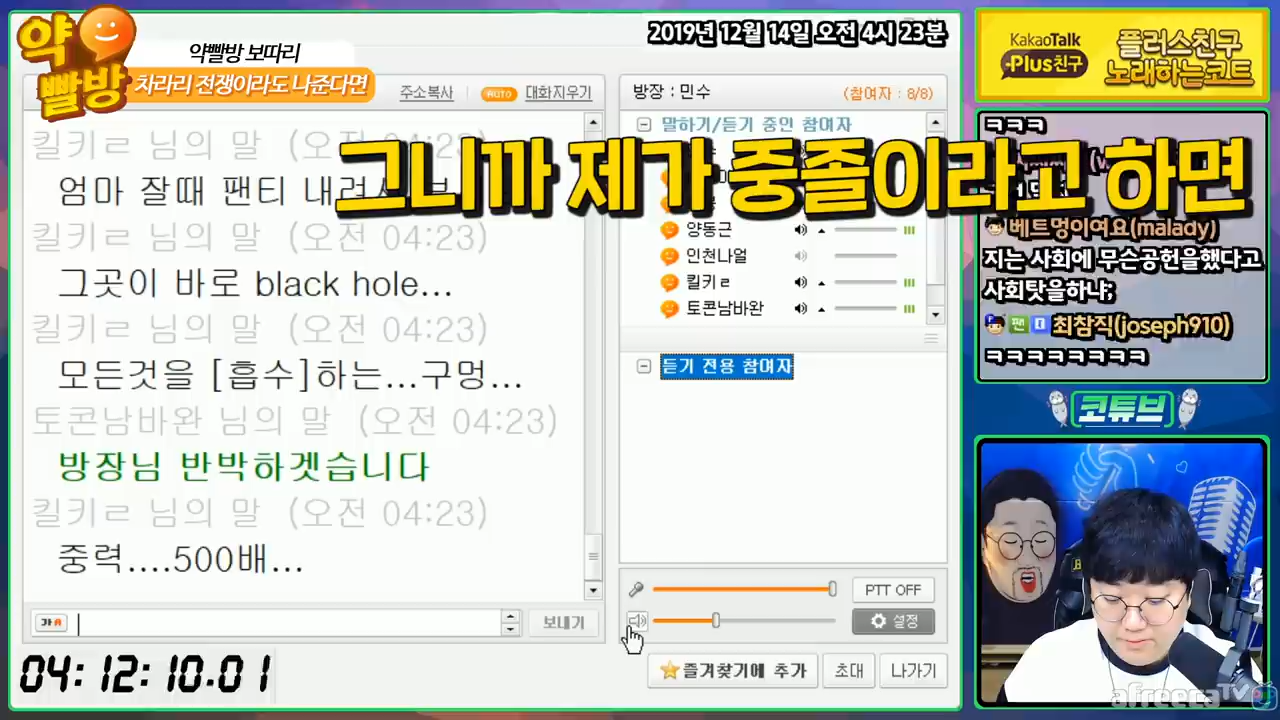 약빨방
약빨방 보따리
차라리 전쟁이라도 나준다면
2019년 12월 14일 오전 4시 23분
주소복사
AUTO
대화지우기
킬키ㄹ 님의 말 (오전 04:23)
엄마 잘때 팬티 내려
킬키ㄹ 님의 말 (오전 04:23)
그곳이 바로 black hole...
킬키ㄹ 님의 말 (오전 04:23)
모든것을 [흡수]하는...구멍...
토콘남바완 님의 말 (오전 04:23)
방장님 반박하겟습니다
킬키ㄹ 님의 말 (오전 04:23)
중력....500배...
가A
보내기
04:12:10.01
방장 : 민수
(참여자 : 8/8)
말하기/듣기 중인 참여자
그니까 제가 중졸이라고 하면
양동근
인천나얼
킬키ㄹ
토콘남바완
듣기 전용 참여자
PTT OFF
설정
즐겨찾기에 추가
초대
나가기
KakaoTalk
Plus친구
플러스친구
노래하는코트
ㅋㅋㅋ
베트멍이여요(malady)
지는 사회에 무슨공헌을했다고
사회탓을하냐;
팬
최참직(joseph910)
ㅋㅋㅋㅋㅋㅋㅋㅋ
코튜브
afreecaTV